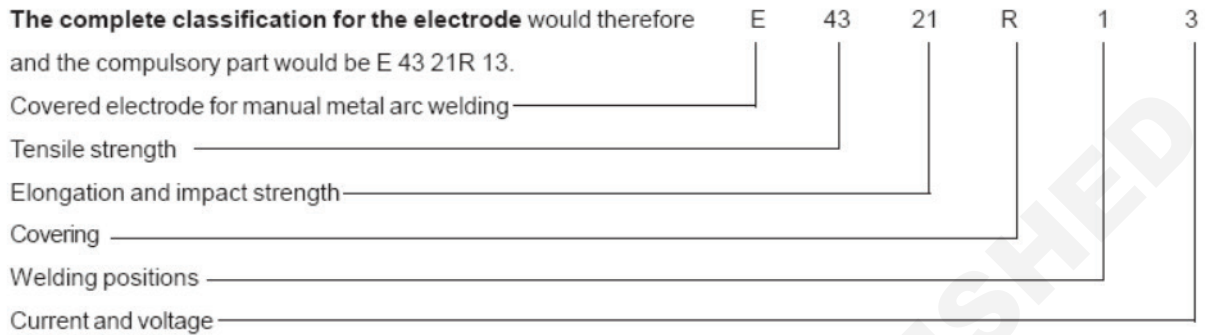 The complete classification for the electrode would therefore E 43 21 R 1 3
and the compulsory part would be E 43 21R 13.
Covered electrode for manual metal arc welding
Tensile strength
Elongation and impact strength
Covering
Welding positions
Current and voltage
SHED